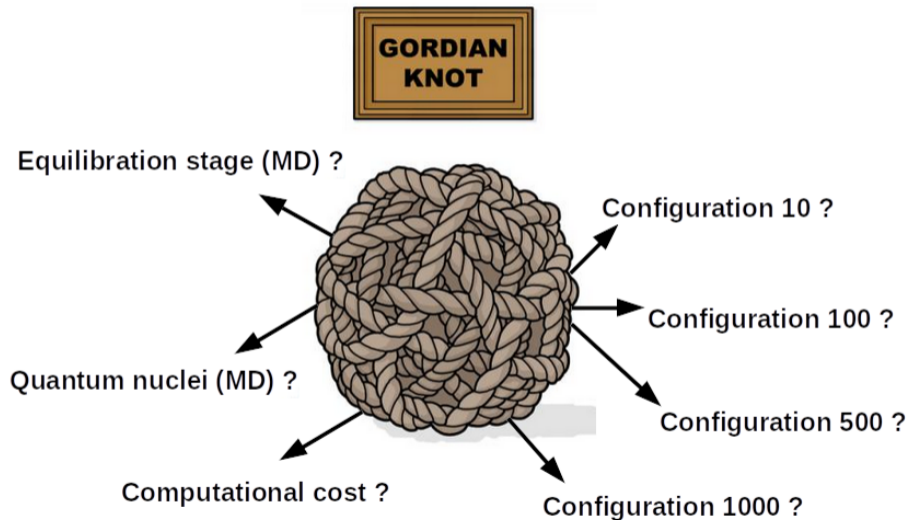 GORDIAN
KNOT
Equilibration stage (MD) ?
Configuration 10 ?
Configuration 100 ?
Quantum nuclei (MD) ?
Configuration 500 ?
Computational cost ?
Configuration 1000 ?